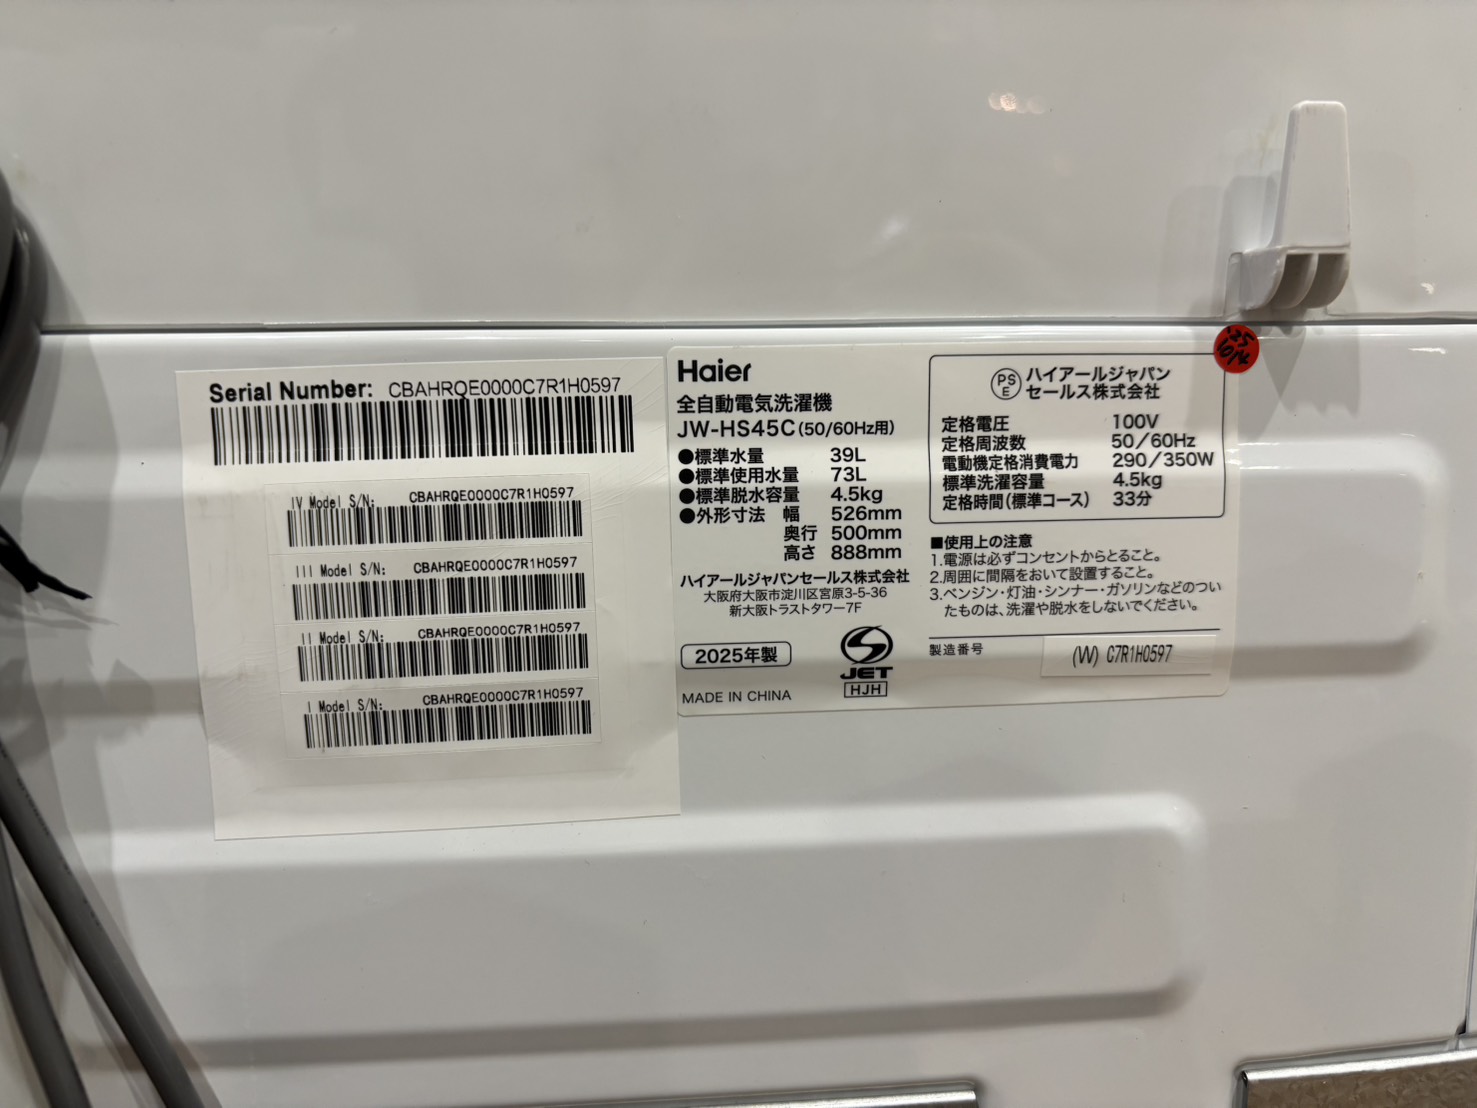 Serial Number: CBAHRQE0000C7R1H0597
IV Model S/N: CBAHRQE0000C7R1H0597
III Model S/N: CBAHRQE0000C7R1H0597
II Model S/N: CBAHRQE0000C7R1H0597
I Model S/N: CBAHRQE0000C7R1H0597
Haier
全自動電気洗濯機
JW-HS45C(50/60Hz用)
●標準水量 39L
●標準使用水量 73L
●標準脱水容量 4.5kg
●外形寸法 幅 526mm
奥行 500mm
高さ 888mm
ハイアールジャパンセールス株式会社
大阪府大阪市淀川区宮原3-5-36
新大阪トラストタワー7F
2025年製
MADE IN CHINA
JET
HJH
PS
E
ハイアールジャパン
セールス株式会社
定格電圧 100V
定格周波数 50/60Hz
電動機定格消費電力 290/350W
標準洗濯容量 4.5kg
定格時間(標準コース) 33分
■使用上の注意
1.電源は必ずコンセントからとること。
2.周囲に間隔をおいて設置すること。
3.ベンジン・灯油・シンナー・ガソリンなどのつい
たものは、洗濯や脱水をしないでください。
製造番号 (W) C7R1H0597
'25
10/4